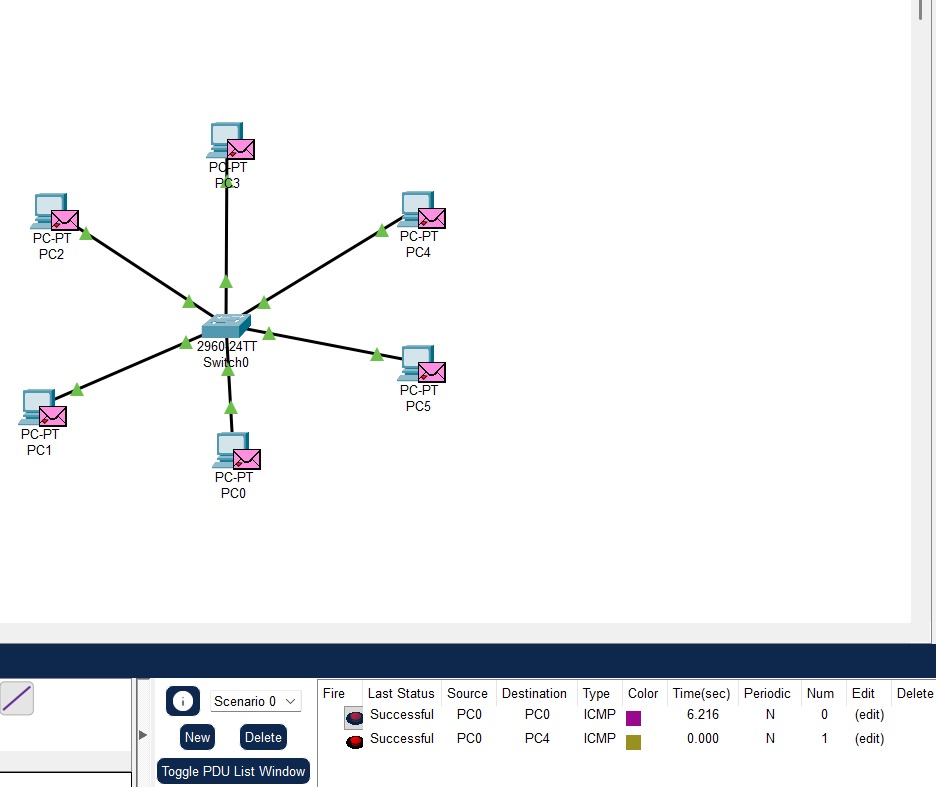 PC-PT
PC3
PC-PT
PC2
PC-PT
PC4
2960-24TT
Switch0
PC-PT
PC5
PC-PT
PC1
PC-PT
PC0
Scenario 0
New
Delete
Toggle PDU List Window
Fire Last Status Source Destination Type Color Time(sec) Periodic Num Edit Delete
Successful PC0 PC0 ICMP 6.216 N 0 (edit)
Successful PC0 PC4 ICMP 0.000 N 1 (edit)